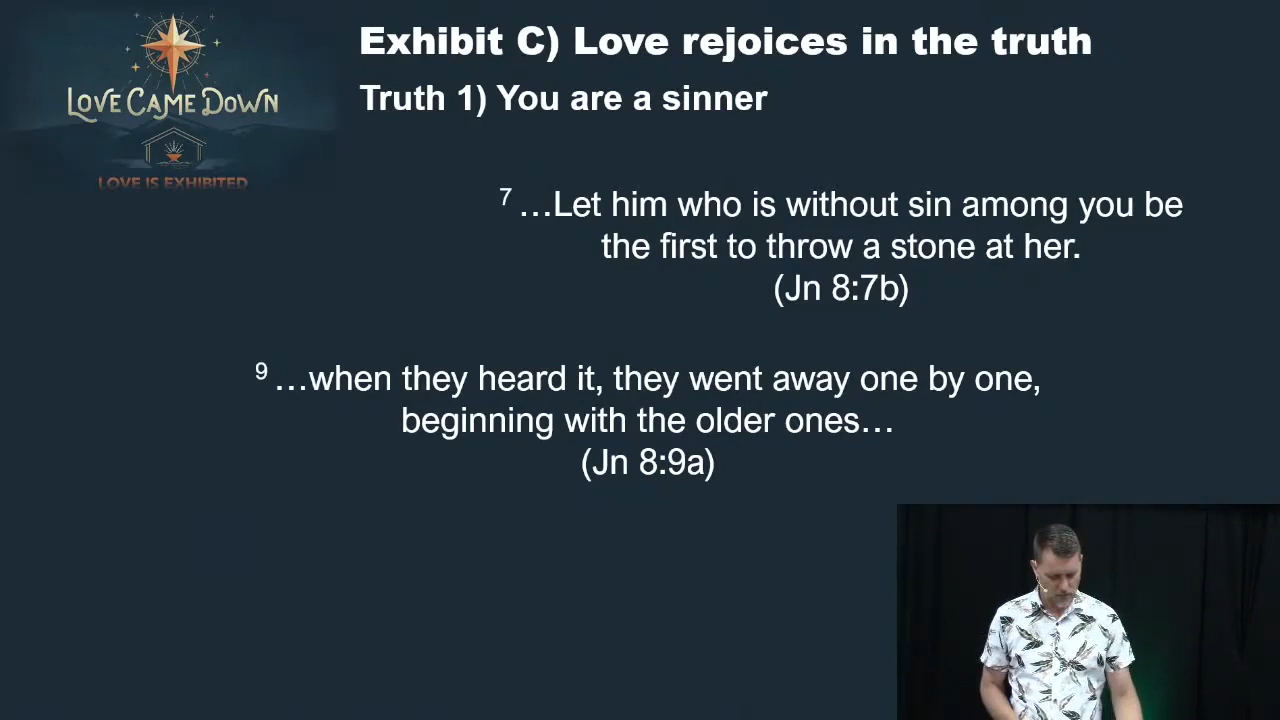 LOVE CAME DOWN
LOVE IS EXHIBITED
Exhibit C) Love rejoices in the truth
Truth 1) You are a sinner
7 …Let him who is without sin among you be
the first to throw a stone at her.
(Jn 8:7b)
9 …when they heard it, they went away one by one,
beginning with the older ones…
(Jn 8:9a)